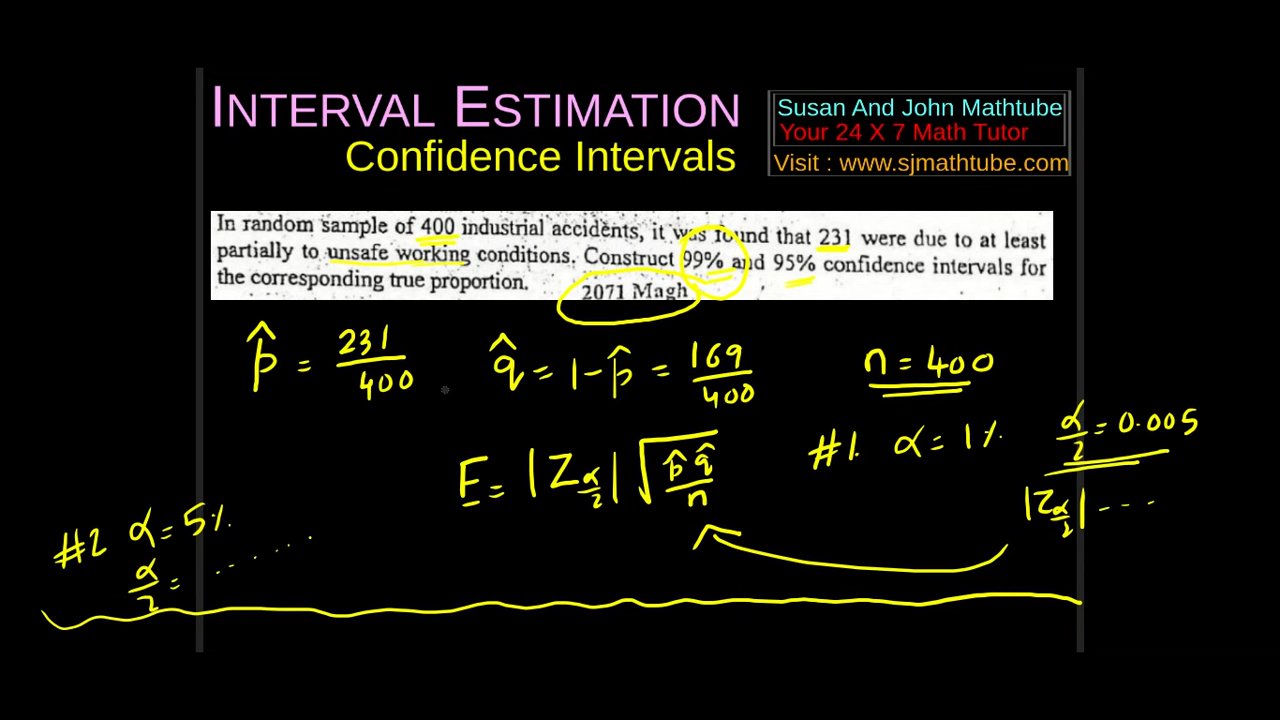 INTERVAL ESTIMATION
Confidence Intervals
Susan And John Mathtube
Your 24 X 7 Math Tutor
Visit : www.sjmathtube.com
In random sample of 400 industrial accidents, it was found that 231 were due to at least
partially to unsafe working conditions. Construct 99% and 95% confidence intervals for
the corresponding true proportion.
2071 Magh
p̂ = 231/400
q̂ = 1-p̂ = 169/400
n = 400
E = |Z_{α/2}| √(p̂q̂/n)
#1. α = 1%
α/2 = 0.005
|Z_{α/2}| ---
#2 α = 5%
α/2 = ......